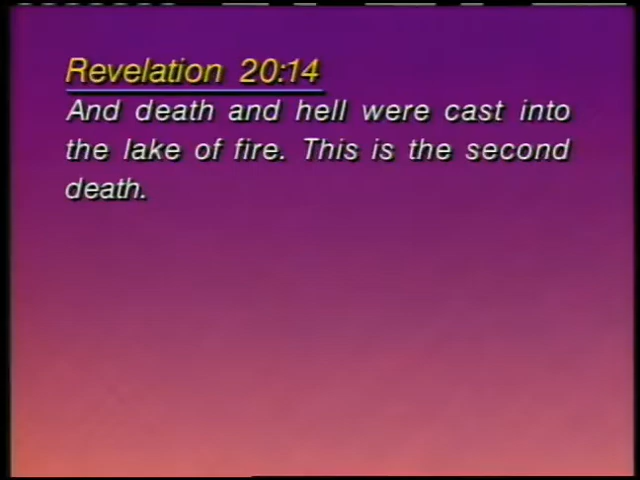 Revelation 20:14
And death and hell were cast into
the lake of fire. This is the second
death.